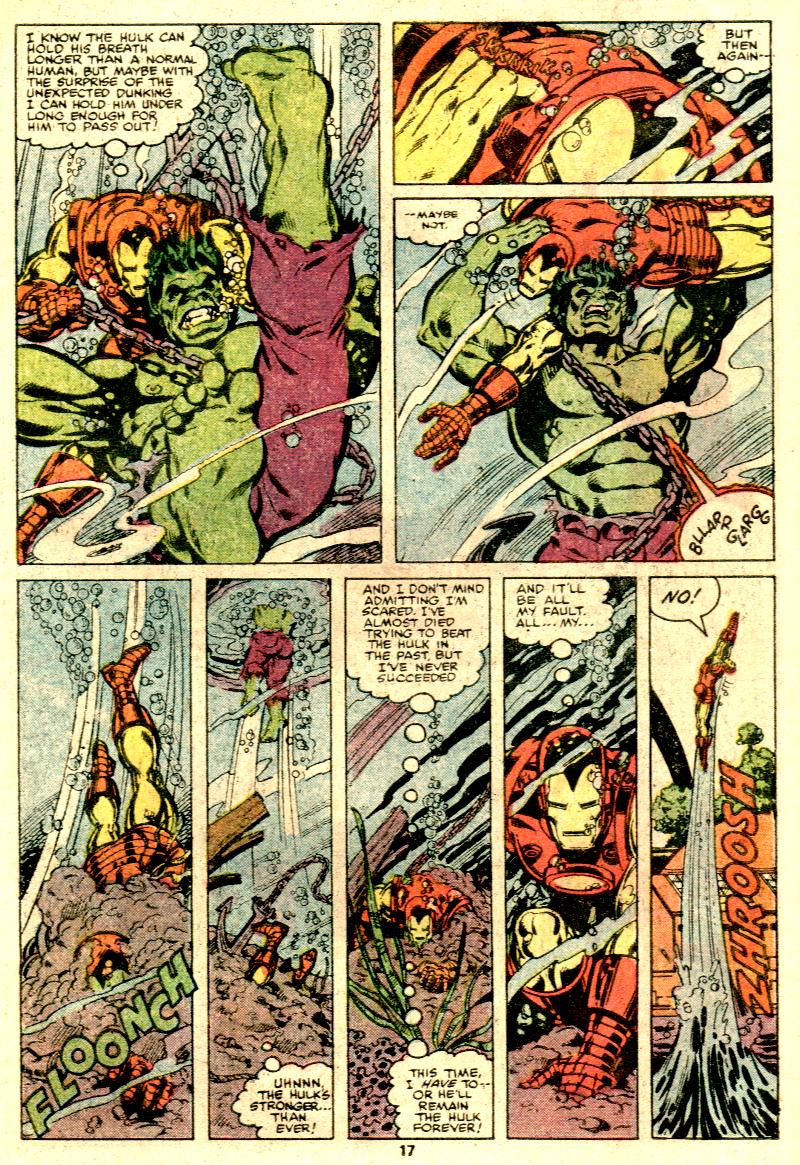 I KNOW THE HULK CAN
HOLD HIS BREATH
LONGER THAN A NORMAL
HUMAN, BUT MAYBE WITH
THE SURPRISE OF THE
UNEXPECTED DUNKING
I CAN HOLD HIM UNDER
LONG ENOUGH FOR
HIM TO PASS OUT!
SKRKRRIK..
BUT
THEN
AGAIN--
--MAYBE
NOT.
BLLARR
GLARGG
FLOONCH
UHNNN,
THE HULK'S
STRONGER...
THAN
EVER!
AND I DON'T MIND
ADMITTING I'M
SCARED. I'VE
ALMOST DIED
TRYING TO BEAT
THE HULK IN
THE PAST, BUT
I'VE NEVER
SUCCEEDED
THIS TIME,
I HAVE TO--
OR HE'LL
REMAIN
THE HULK
FOREVER!
AND IT'LL
BE ALL
MY FAULT.
ALL...MY...
NO!
ZHROOSH
17